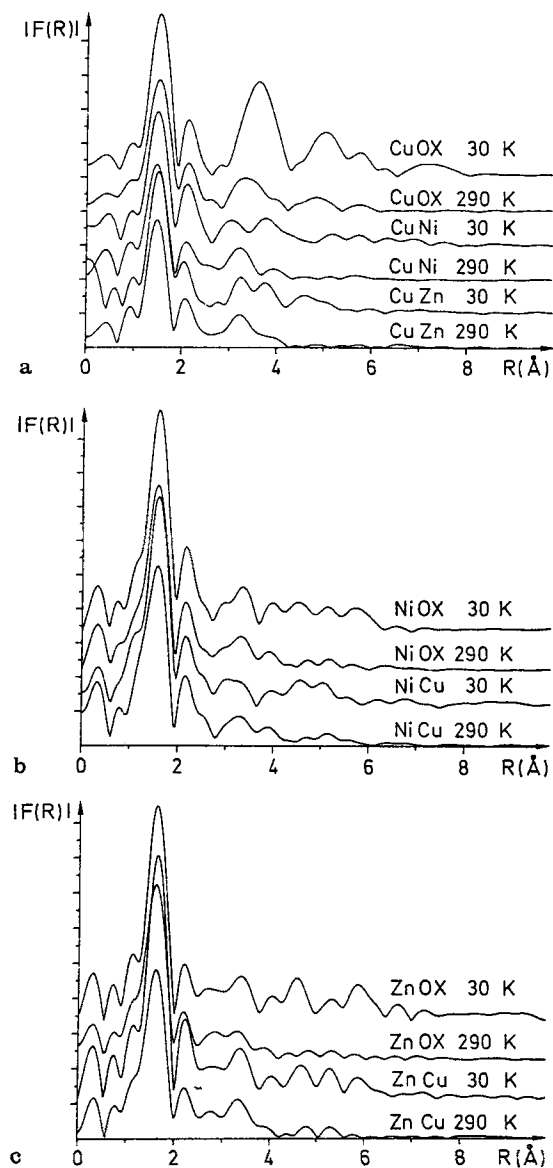 |F(R)|
CuOX 30 K
CuOX 290 K
CuNi 30 K
CuNi 290 K
CuZn 30 K
CuZn 290 K
0 2 4 6 8 R(Å)
a
|F(R)|
NiOX 30 K
NiOX 290 K
NiCu 30 K
NiCu 290 K
0 2 4 6 8 R(Å)
b
|F(R)|
ZnOX 30 K
ZnOX 290 K
ZnCu 30 K
ZnCu 290 K
0 2 4 6 8 R(Å)
c